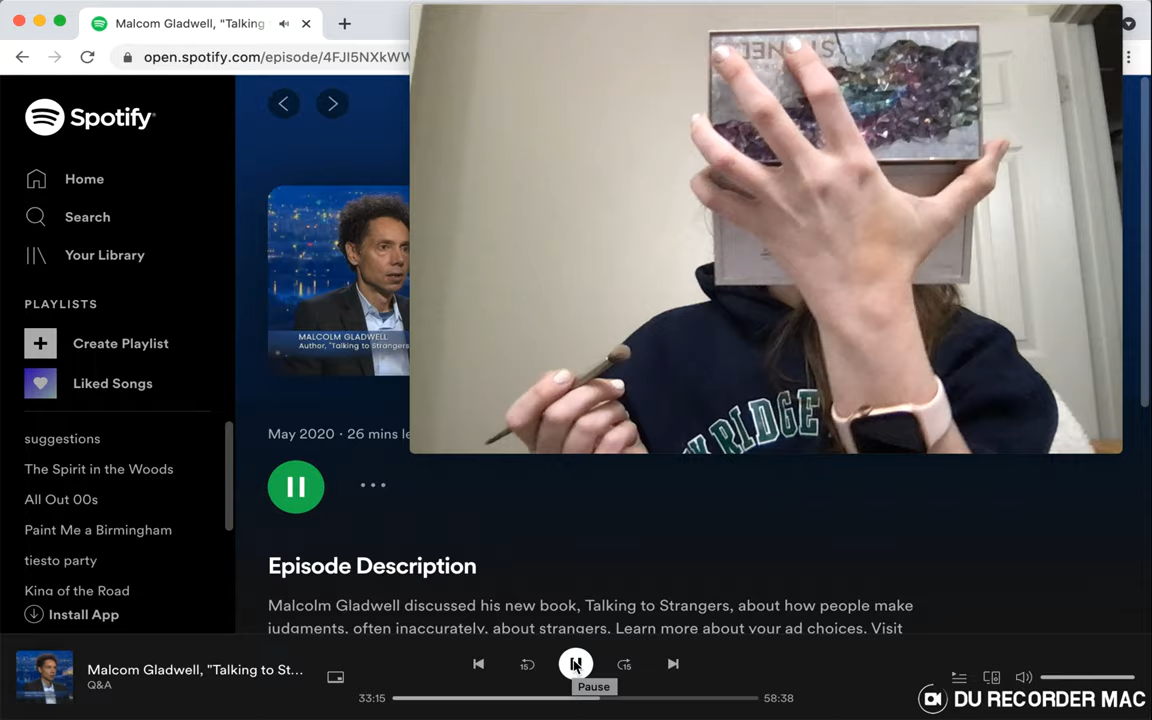 Malcom Gladwell, "Talking
open.spotify.com/episode/4FJI5NXkWW
Spotify
Home
Search
Your Library
PLAYLISTS
Create Playlist
Liked Songs
suggestions
The Spirit in the Woods
All Out 00s
Paint Me a Birmingham
tiesto party
King of the Road
Install App
MALCOLM GLADWELL
Author, "Talking to Strangers
May 2020 · 26 mins le
Episode Description
Malcolm Gladwell discussed his new book, Talking to Strangers, about how people make
judgments, often inaccurately, about strangers. Learn more about your ad choices. Visit
Malcom Gladwell, "Talking to St...
Q&A
15
15
Pause
33:15
58:38
DU RECORDER MAC